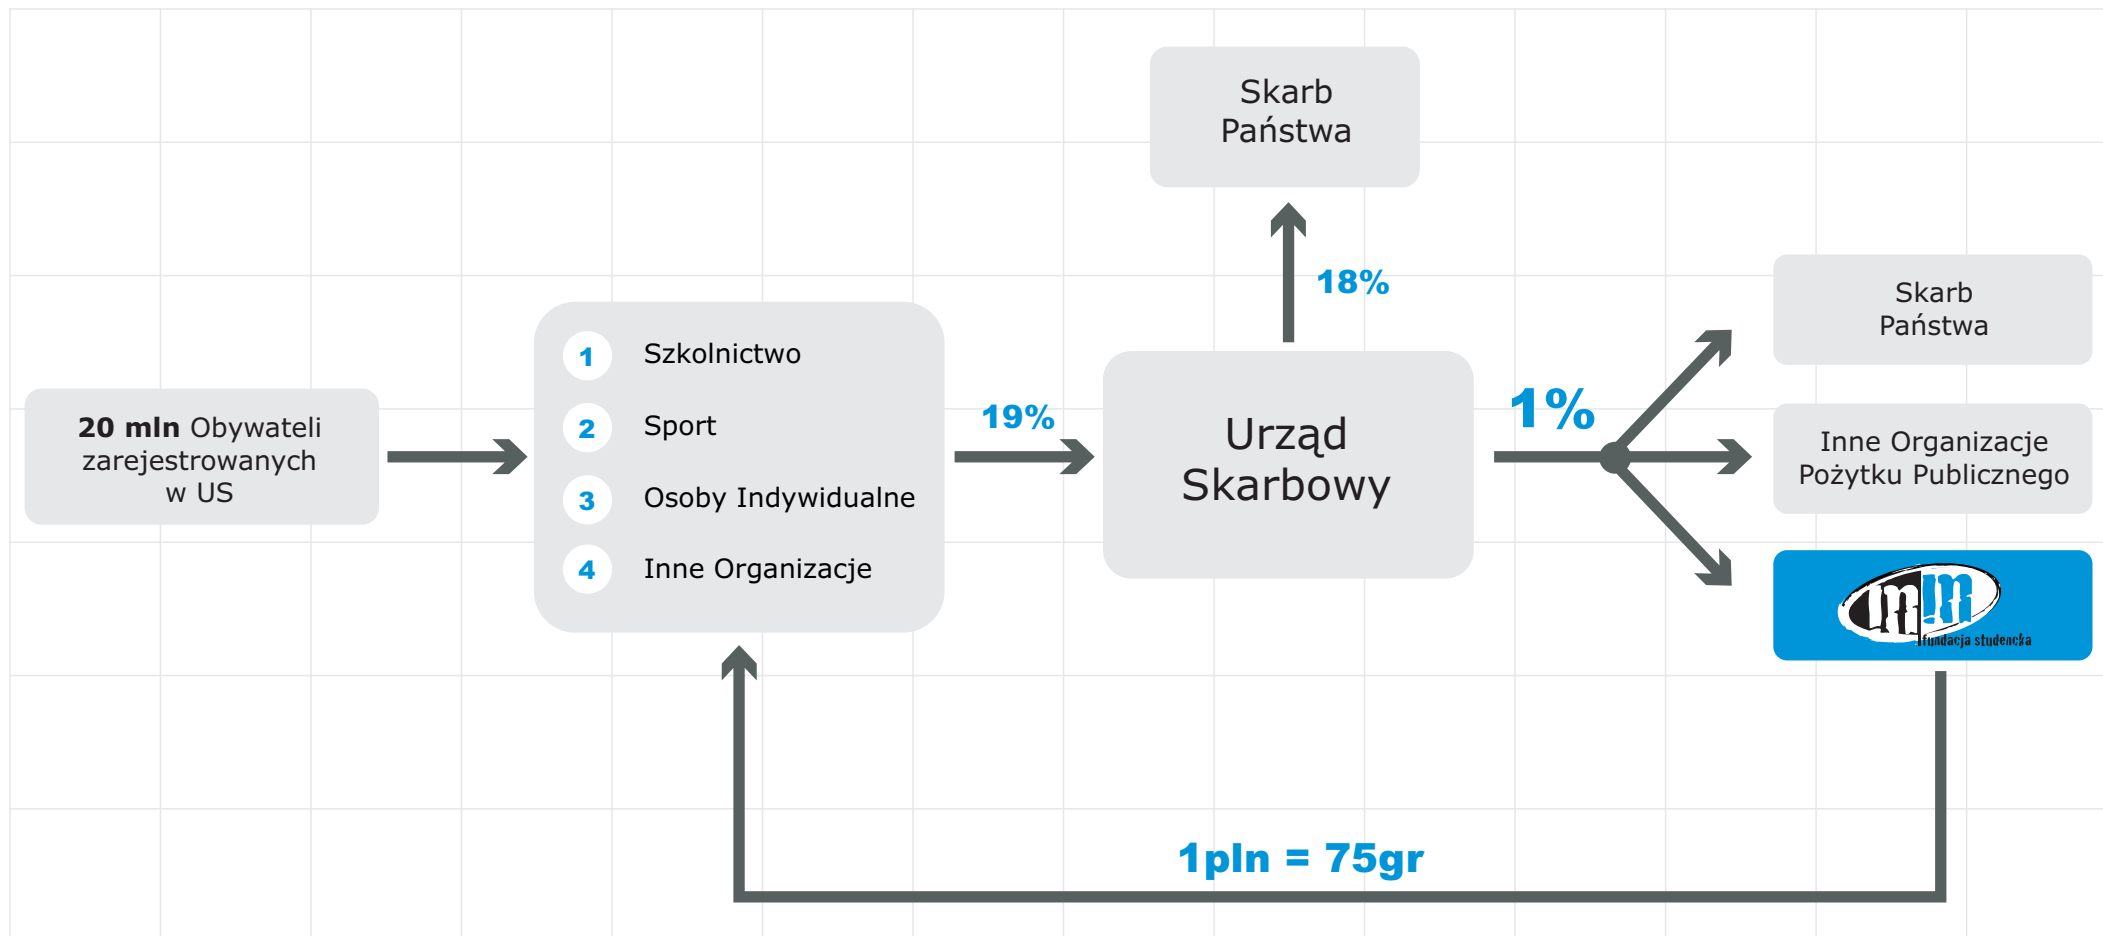 20 mln Obywateli
zarejestrowanych
w US
1 Szkolnictwo
2 Sport
3 Osoby Indywidualne
4 Inne Organizacje
19%
Urząd
Skarbowy
18%
Skarb
Państwa
1%
Skarb
Państwa
Inne Organizacje
Pożytku Publicznego
mm
fundacja studencka
1pln = 75gr